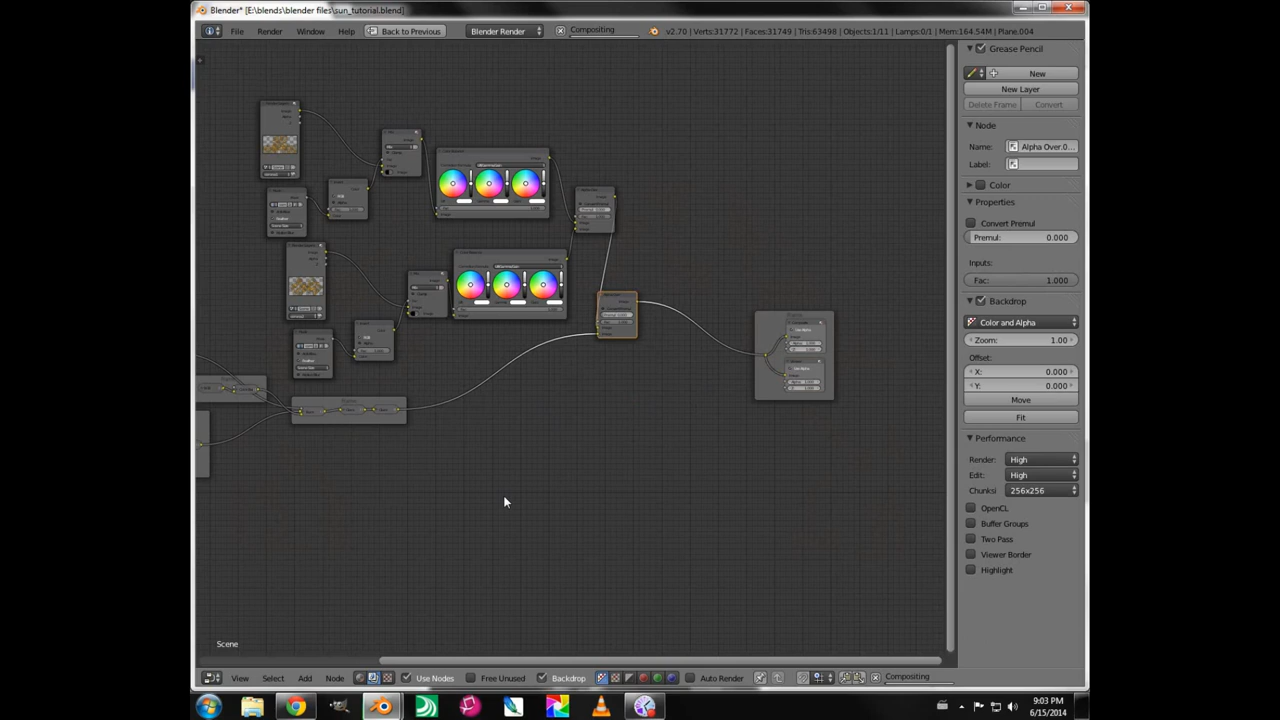 Blender* [E:\blends\blender files\sun_tutorial.blend]
File Render Window Help Back to Previous Blender Render Compositing v2.70 | Verts:31772 | Faces:31749 | Tris:63498 | Objects:1/11 | Lamps:0/1 | Mem:164.54M | Plane.004
Grease Pencil
New
New Layer
Delete Frame Convert
Node
Name: Alpha Over.0...
Label:
Color
Properties
Convert Premul
Premul: 0.000
Inputs:
Fac: 1.000
Backdrop
Color and Alpha
Zoom: 1.00
Offset:
X: 0.000
Y: 0.000
Move
Fit
Performance
Render: High
Edit: High
Chunksi 256x256
OpenCL
Buffer Groups
Two Pass
Viewer Border
Highlight
Scene
View Select Add Node Use Nodes Free Unused Backdrop Auto Render Compositing
9:03 PM
6/15/2014